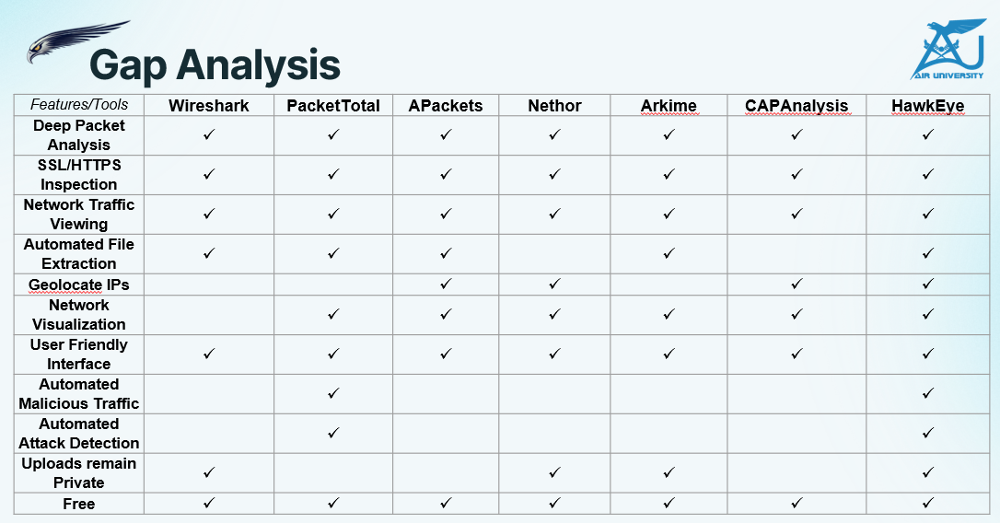 Gap Analysis
AIR UNIVERSITY
Features/Tools Wireshark PacketTotal APackets Nethor Arkime CAPAnalysis HawkEye
Deep Packet
Analysis ✓ ✓ ✓ ✓ ✓ ✓ ✓
SSL/HTTPS
Inspection ✓ ✓ ✓ ✓ ✓ ✓ ✓
Network Traffic
Viewing ✓ ✓ ✓ ✓ ✓ ✓ ✓
Automated File
Extraction ✓ ✓ ✓ ✓ ✓
Geolocate IPs ✓ ✓ ✓ ✓
Network
Visualization ✓ ✓ ✓ ✓ ✓ ✓
User Friendly
Interface ✓ ✓ ✓ ✓ ✓ ✓ ✓
Automated
Malicious Traffic ✓ ✓
Automated
Attack Detection ✓ ✓
Uploads remain
Private ✓ ✓ ✓ ✓
Free ✓ ✓ ✓ ✓ ✓ ✓ ✓